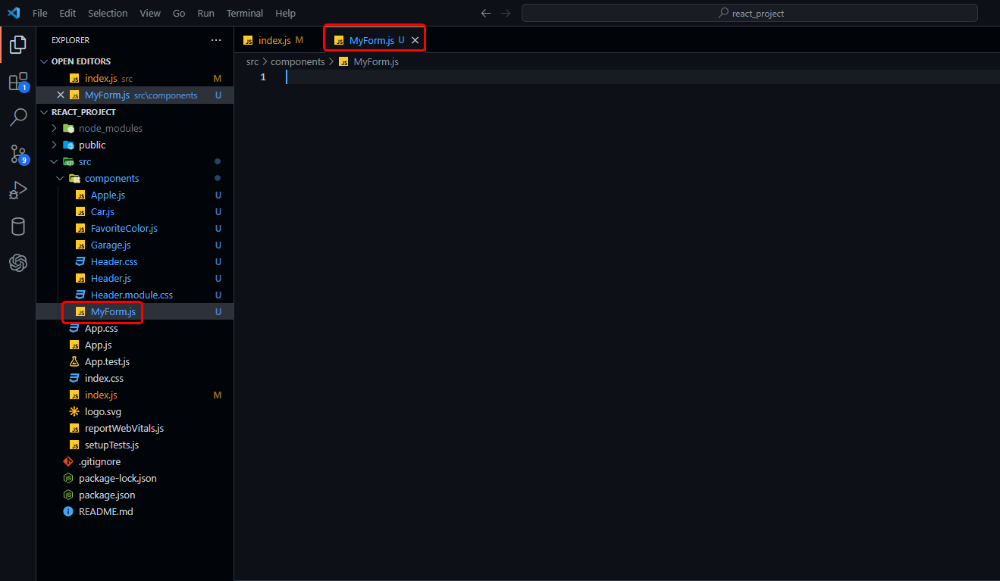 File Edit Selection View Go Run Terminal Help react_project
EXPLORER ···
OPEN EDITORS
index.js src M
MyForm.js src\components U
REACT_PROJECT
node_modules
public
src
components
Apple.js U
Car.js U
FavoriteColor.js U
Garage.js U
Header.css U
Header.js U
Header.module.css U
MyForm.js U
App.css
App.js
App.test.js
index.css
index.js M
logo.svg
reportWebVitals.js
setupTests.js
.gitignore
package-lock.json
package.json
README.md
1
9
index.js M MyForm.js U
src > components > JS MyForm.js
1